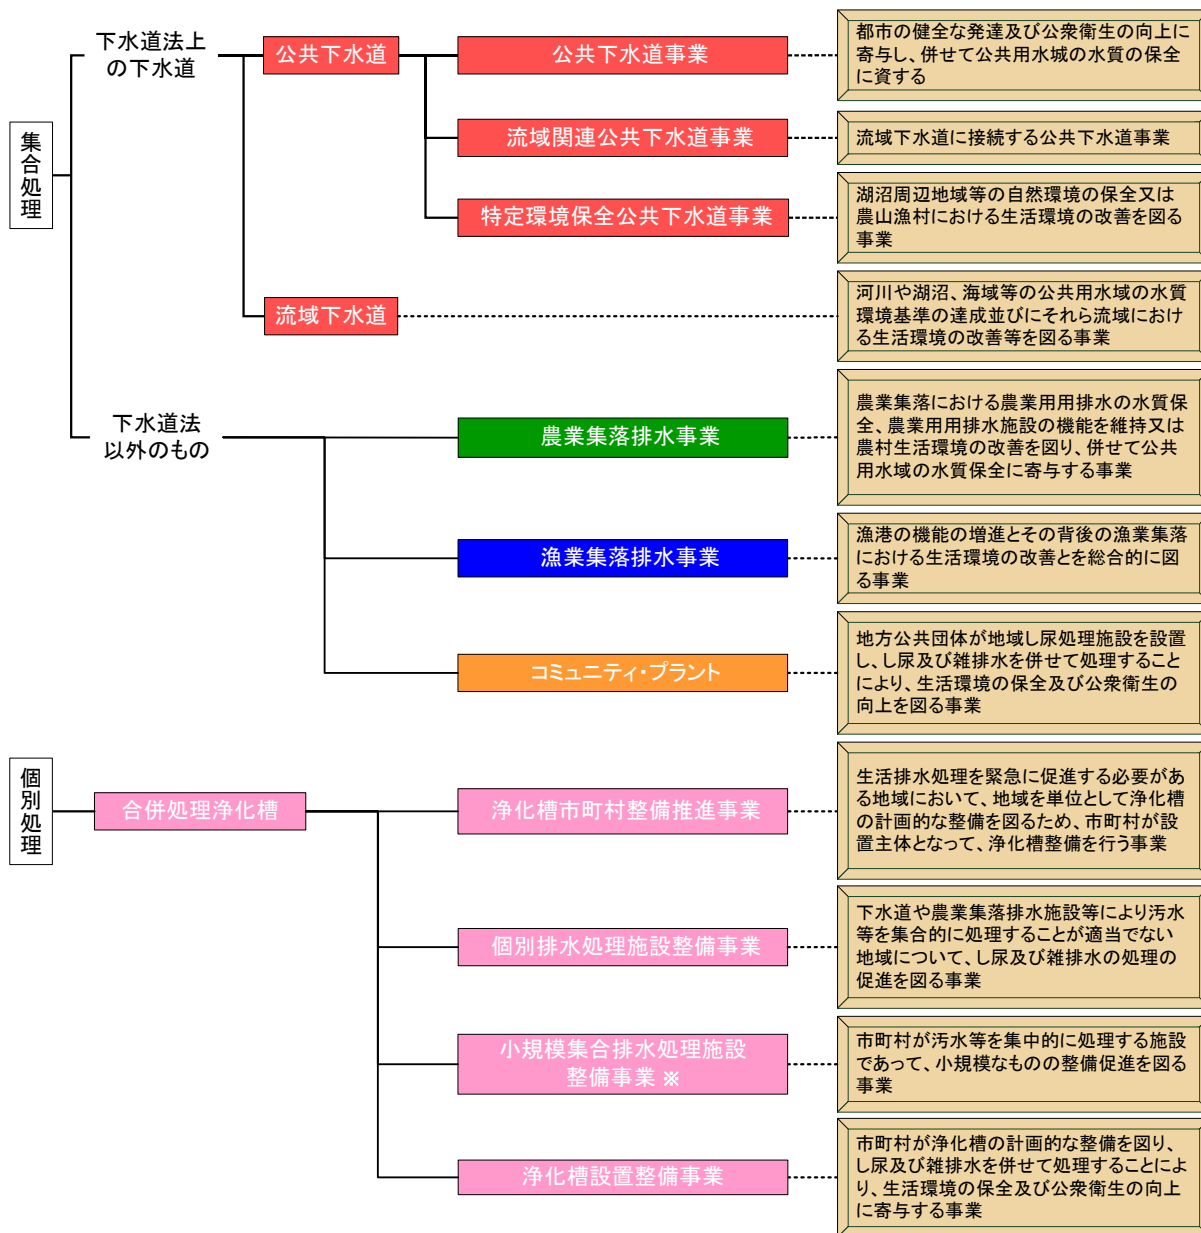 集合処理
下水道法上
の下水道
公共下水道
公共下水道事業
都市の健全な発達及び公衆衛生の向上に
寄与し、併せて公共用水城の水質の保全
に資する
流域関連公共下水道事業
流域下水道に接続する公共下水道事業
特定環境保全公共下水道事業
湖沼周辺地域等の自然環境の保全又は
農山漁村における生活環境の改善を図る
事業
流域下水道
河川や湖沼、海域等の公共用水域の水質
環境基準の達成並びにそれら流域におけ
る生活環境の改善等を図る事業
下水道法
以外のもの
農業集落排水事業
農業集落における農業用用排水の水質保
全、農業用用排水施設の機能を維持又は
農村生活環境の改善を図り、併せて公共
用水域の水質保全に寄与する事業
漁業集落排水事業
漁港の機能の増進とその背後の漁業集落
における生活環境の改善とを総合的に図
る事業
コミュニティ・プラント
地方公共団体が地域し尿処理施設を設置
し、し尿及び雑排水を併せて処理すること
により、生活環境の保全及び公衆衛生の
向上を図る事業
個別処理
合併処理浄化槽
浄化槽市町村整備推進事業
生活排水処理を緊急に促進する必要があ
る地域において、地域を単位として浄化槽
の計画的な整備を図るため、市町村が設
置主体となって、浄化槽整備を行う事業
個別排水処理施設整備事業
下水道や農業集落排水施設等により汚水
等を集合的に処理することが適当でない
地域について、し尿及び雑排水の処理の
促進を図る事業
小規模集合排水処理施設
整備事業 ※
市町村が汚水等を集中的に処理する施設
であって、小規模なものの整備促進を図る
事業
浄化槽設置整備事業
市町村が浄化槽の計画的な整備を図り、
し尿及び雑排水を併せて処理することによ
り、生活環境の保全及び公衆衛生の向上
に寄与する事業